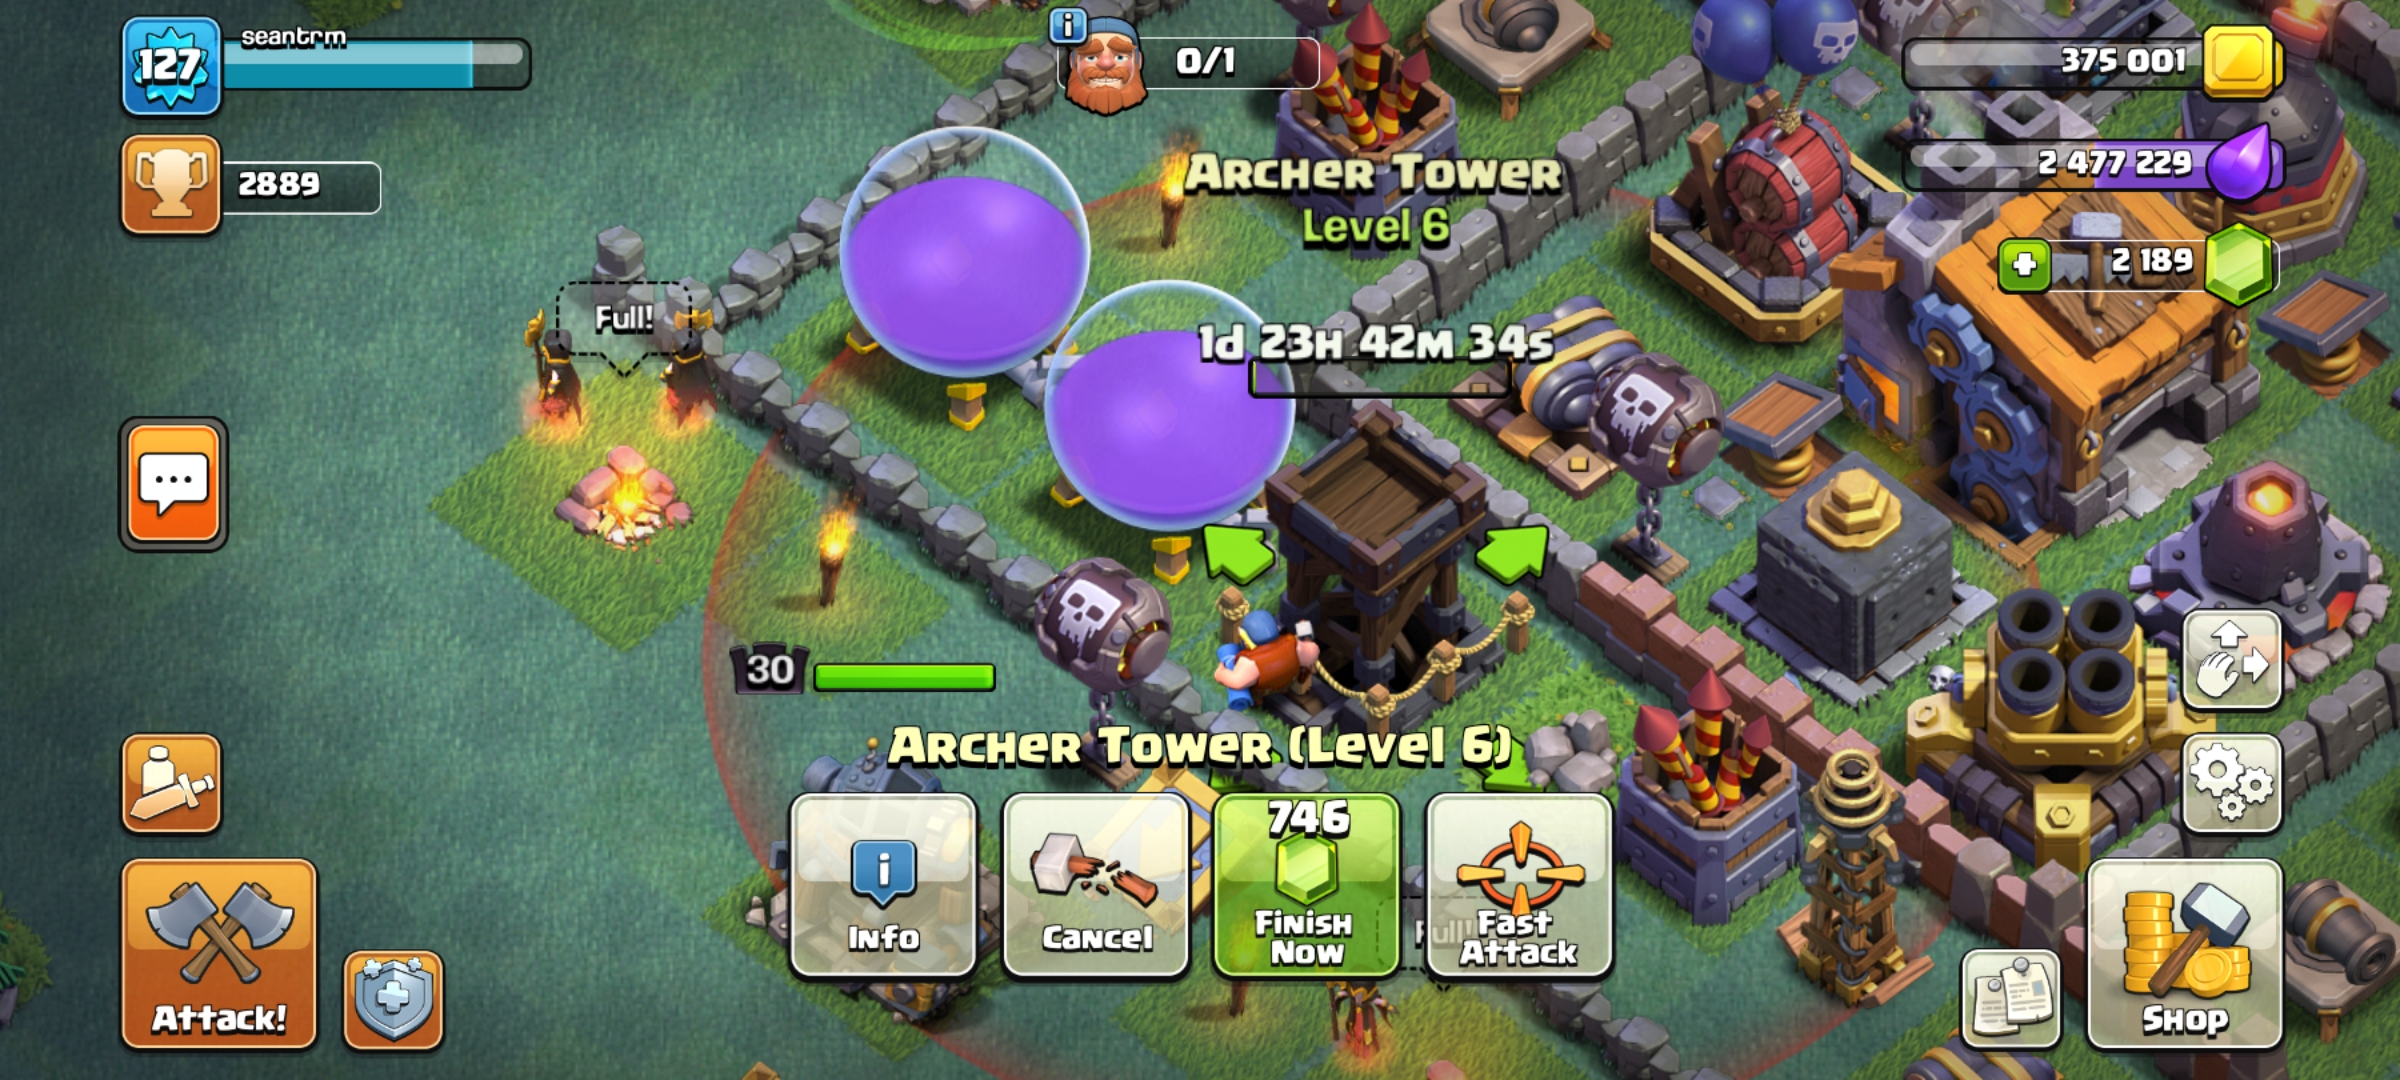 127
seantrm
0/1
375 001
2889
2 477 229
2 189
Archer Tower
Level 6
Full!
1d 23H 42M 34s
30
Archer Tower (Level 6)
Info
Cancel
746
Finish
Now
Full!
Fast
Attack
Attack!
Shop